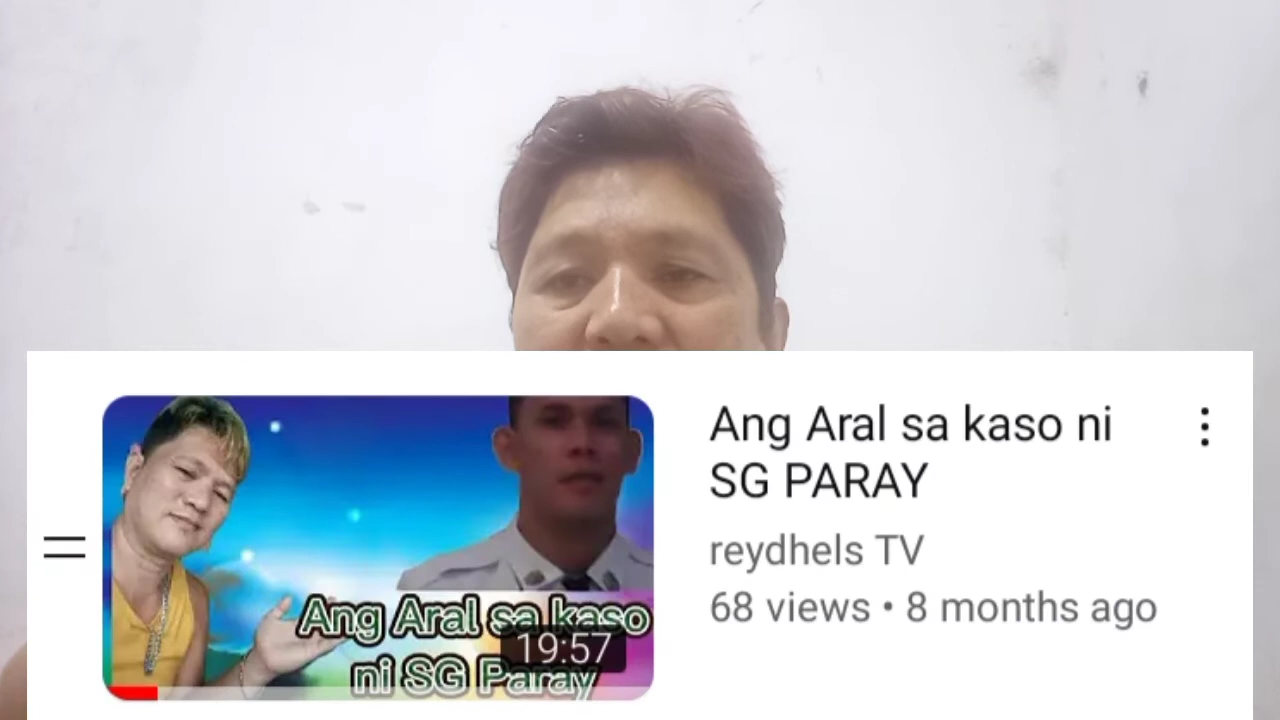 Ang Aral sa kaso ni
SG PARAY
reydhels TV
68 views • 8 months ago
Ang Aral sa kaso
19:57
ni SG Paray